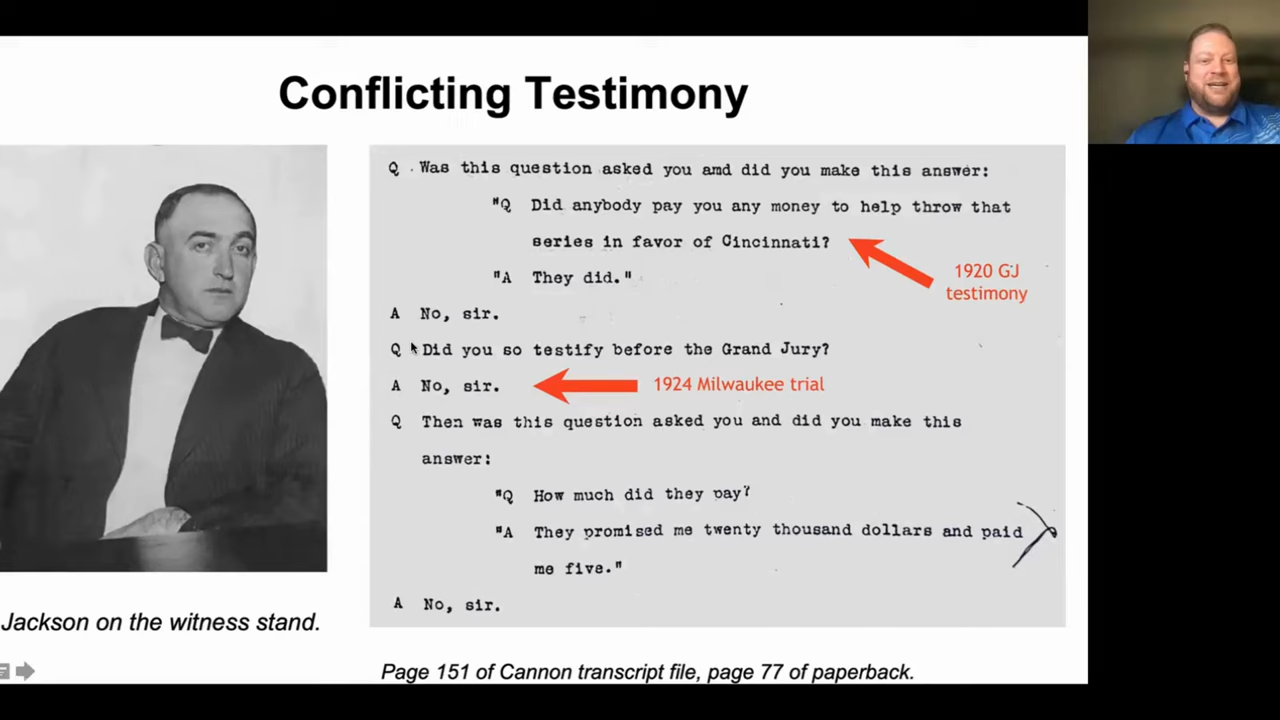 Conflicting Testimony
Q Was this question asked you and did you make this answer:
"Q Did anybody pay you any money to help throw that
series in favor of Cincinnati?
"A They did."
1920 GJ
testimony
A No, sir.
Q Did you so testify before the Grand Jury?
A No, sir.
1924 Milwaukee trial
Q Then was this question asked you and did you make this
answer:
"Q How much did they pay?
"A They promised me twenty thousand dollars and paid
me five."
A No, sir.
Jackson on the witness stand.
Page 151 of Cannon transcript file, page 77 of paperback.